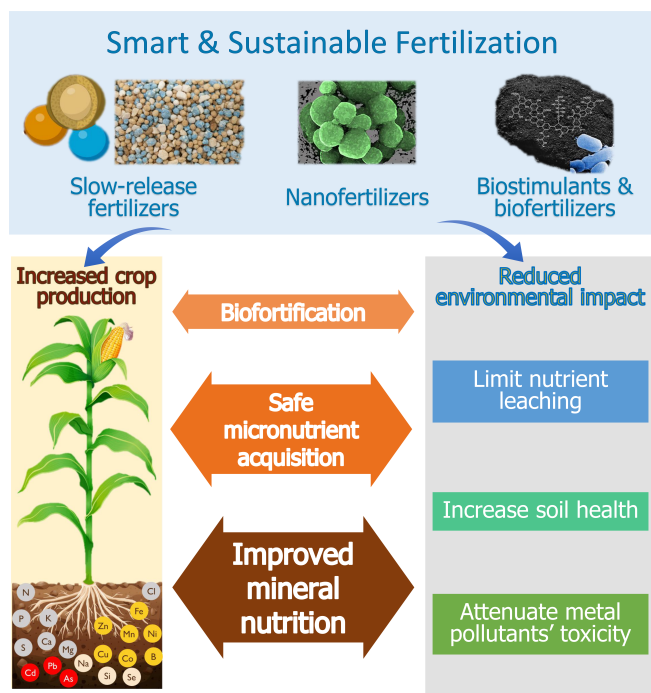 Smart & Sustainable Fertilization
Slow-release
fertilizers
Nanofertilizers
Biostimulants &
biofertilizers
Increased crop
production
Biofortification
Safe
micronutrient
acquisition
Improved
mineral
nutrition
Reduced
environmental impact
Limit nutrient
leaching
Increase soil health
Attenuate metal
pollutants’ toxicity
N
Cl
P
K
Fe
Zn
Mn
Ni
S
Ca
Mg
Cu
Co
B
Cd
Pb
Na
As
Si
Se